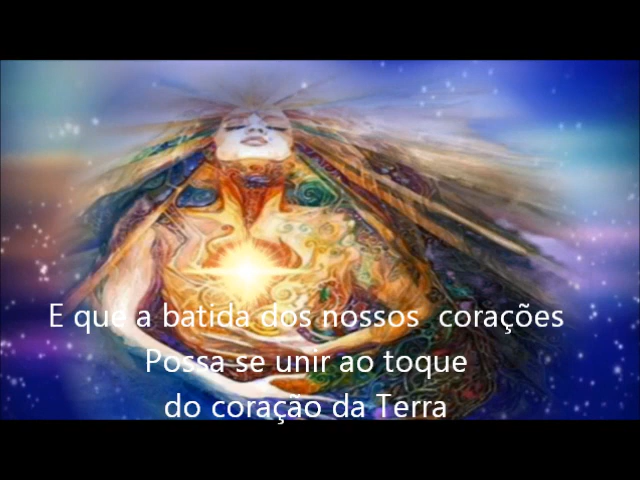 E que a batida dos nossos  corações
Possa se unir ao toque
do coração da Terra